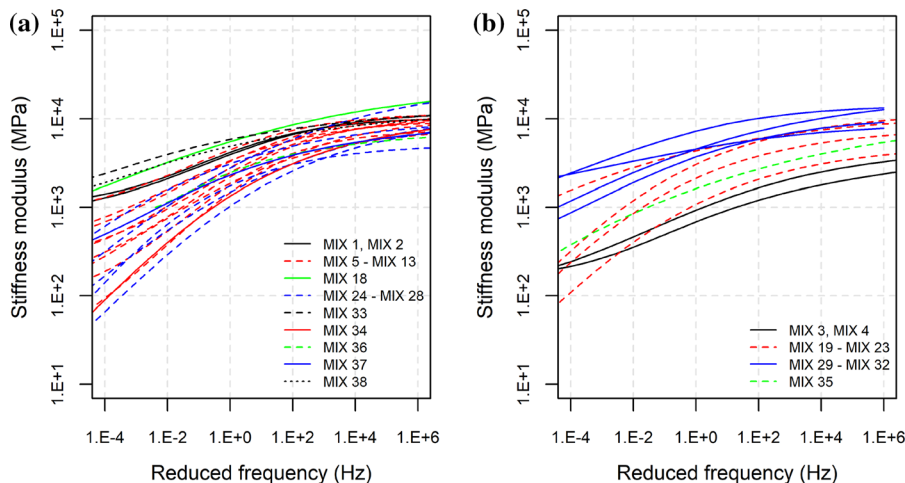 (a)
Stiffness modulus (MPa)
1.E+5
1.E+4
1.E+3
1.E+2
1.E+1
MIX 1, MIX 2
MIX 5 - MIX 13
MIX 18
MIX 24 - MIX 28
MIX 33
MIX 34
MIX 36
MIX 37
MIX 38
1.E-4
1.E-2
1.E+0
1.E+2
1.E+4
1.E+6
Reduced frequency (Hz)
(b)
Stiffness modulus (MPa)
1.E+5
1.E+4
1.E+3
1.E+2
1.E+1
MIX 3, MIX 4
MIX 19 - MIX 23
MIX 29 - MIX 32
MIX 35
1.E-4
1.E-2
1.E+0
1.E+2
1.E+4
1.E+6
Reduced frequency (Hz)